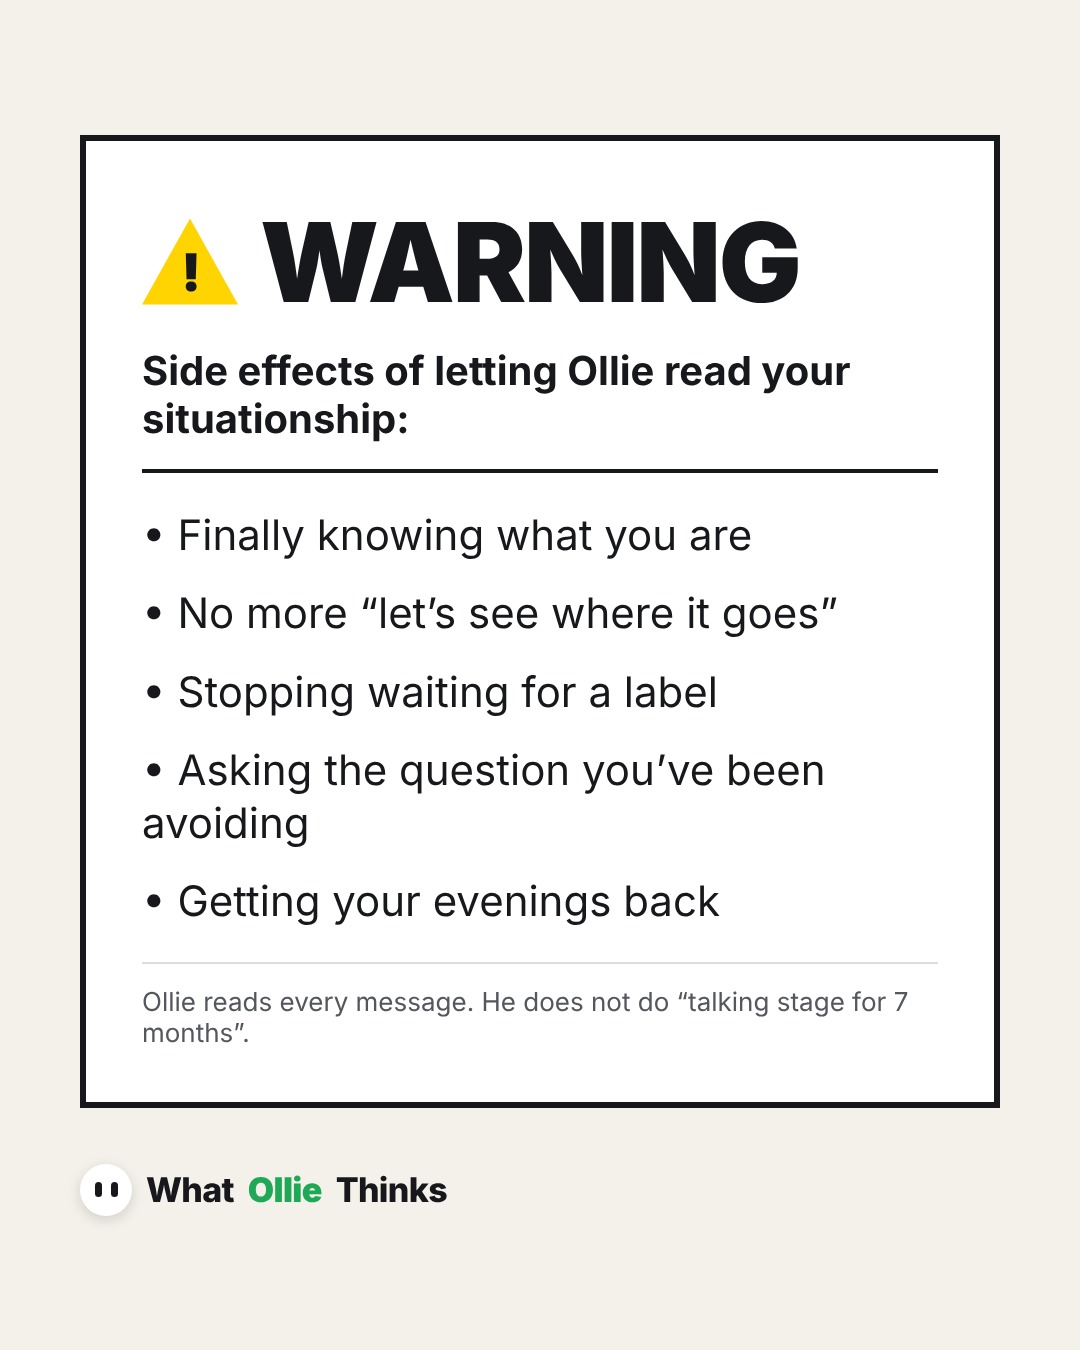 ! WARNING
Side effects of letting Ollie read your
situationship:
• Finally knowing what you are
• No more “let’s see where it goes”
• Stopping waiting for a label
• Asking the question you’ve been
avoiding
• Getting your evenings back
Ollie reads every message. He does not do “talking stage for 7
months”.
What Ollie Thinks